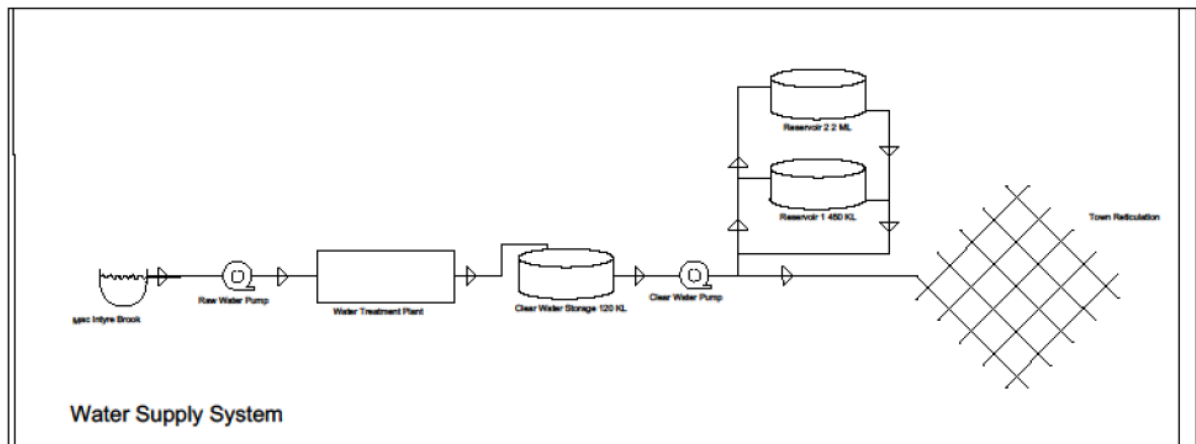 Reservoir 2 2 ML
Reservoir 1 450 KL
Town Reticulation
Raw Water Pump
Water Treatment Plant
Clear Water Storage 120 KL
Clear Water Pump
Mac Intyre Brook
Water Supply System